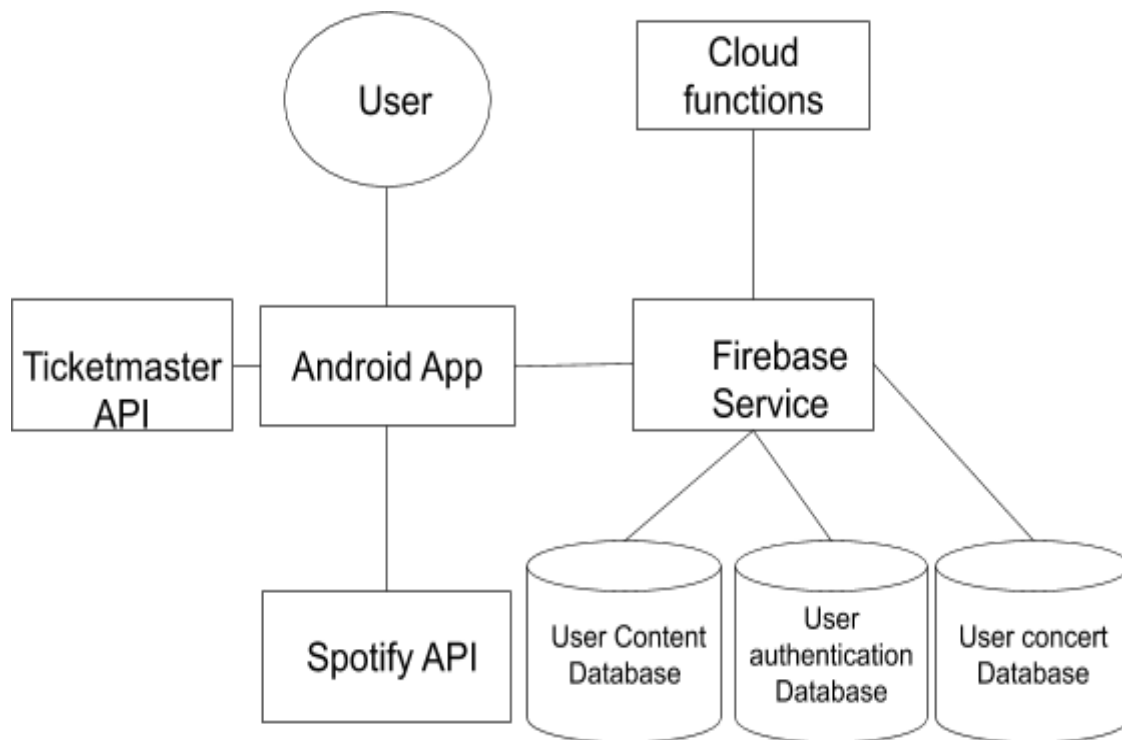 User
Cloud
functions
Ticketmaster
API
Android App
Firebase
Service
Spotify API
User Content
Database
User
authentication
Database
User concert
Database